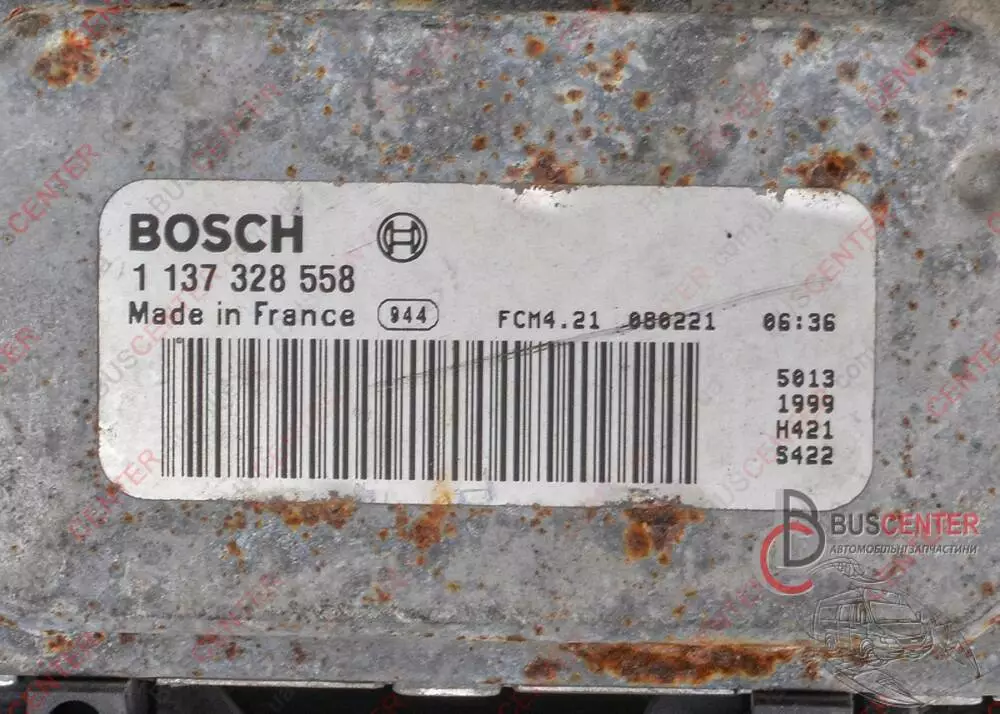 BOSCH
1 137 328 558
Made in France 944 FCM4.21 080221 06:36
5013
1999
H421
S422
BUSCENTER
АВТОМОБІЛЬНІ ЗАПЧАСТИНИ